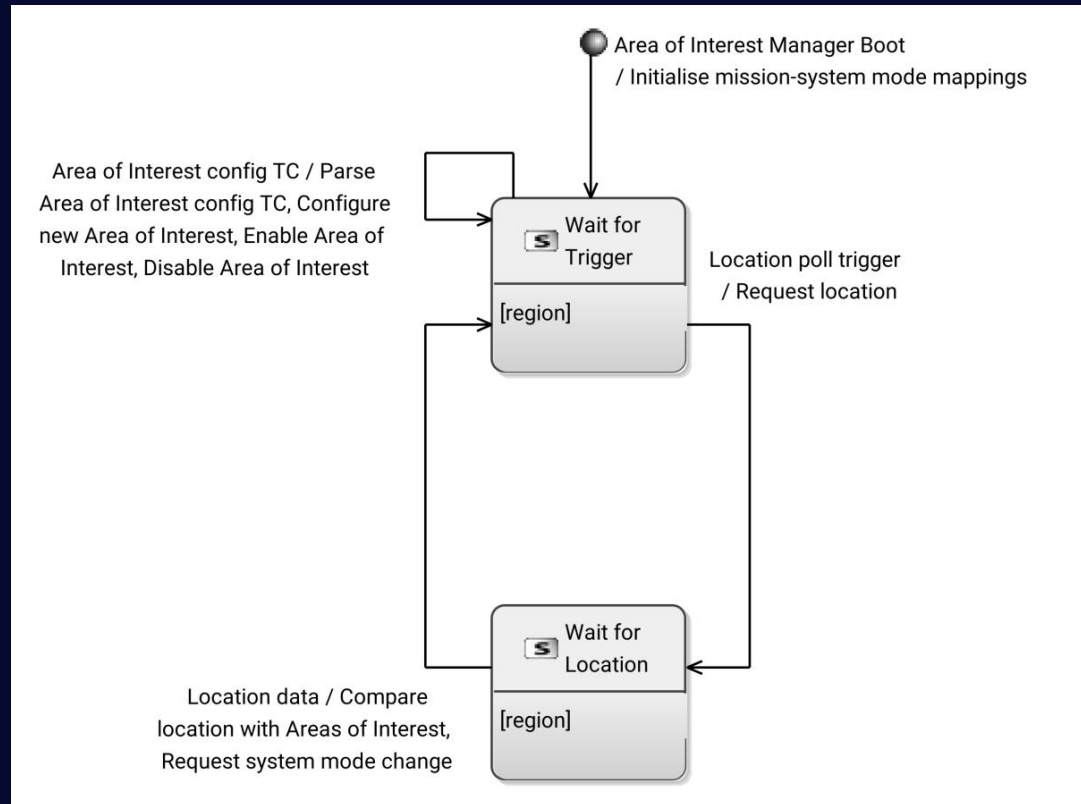 Area of Interest Manager Boot
/ Initialise mission-system mode mappings
Area of Interest config TC / Parse
Area of Interest config TC, Configure
new Area of Interest, Enable Area of
Interest, Disable Area of Interest
S Wait for
Trigger
[region]
Location poll trigger
/ Request location
S Wait for
Location
[region]
Location data / Compare
location with Areas of Interest,
Request system mode change